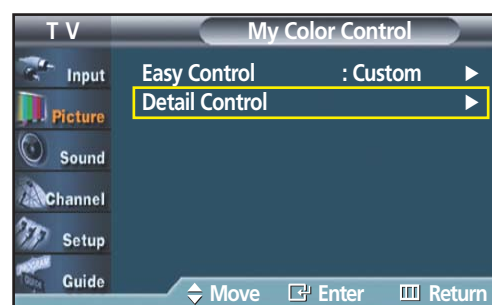 T V
My Color Control
Input
Easy Control : Custom
Picture
Detail Control
Sound
Channel
Setup
Guide
Move Enter Return